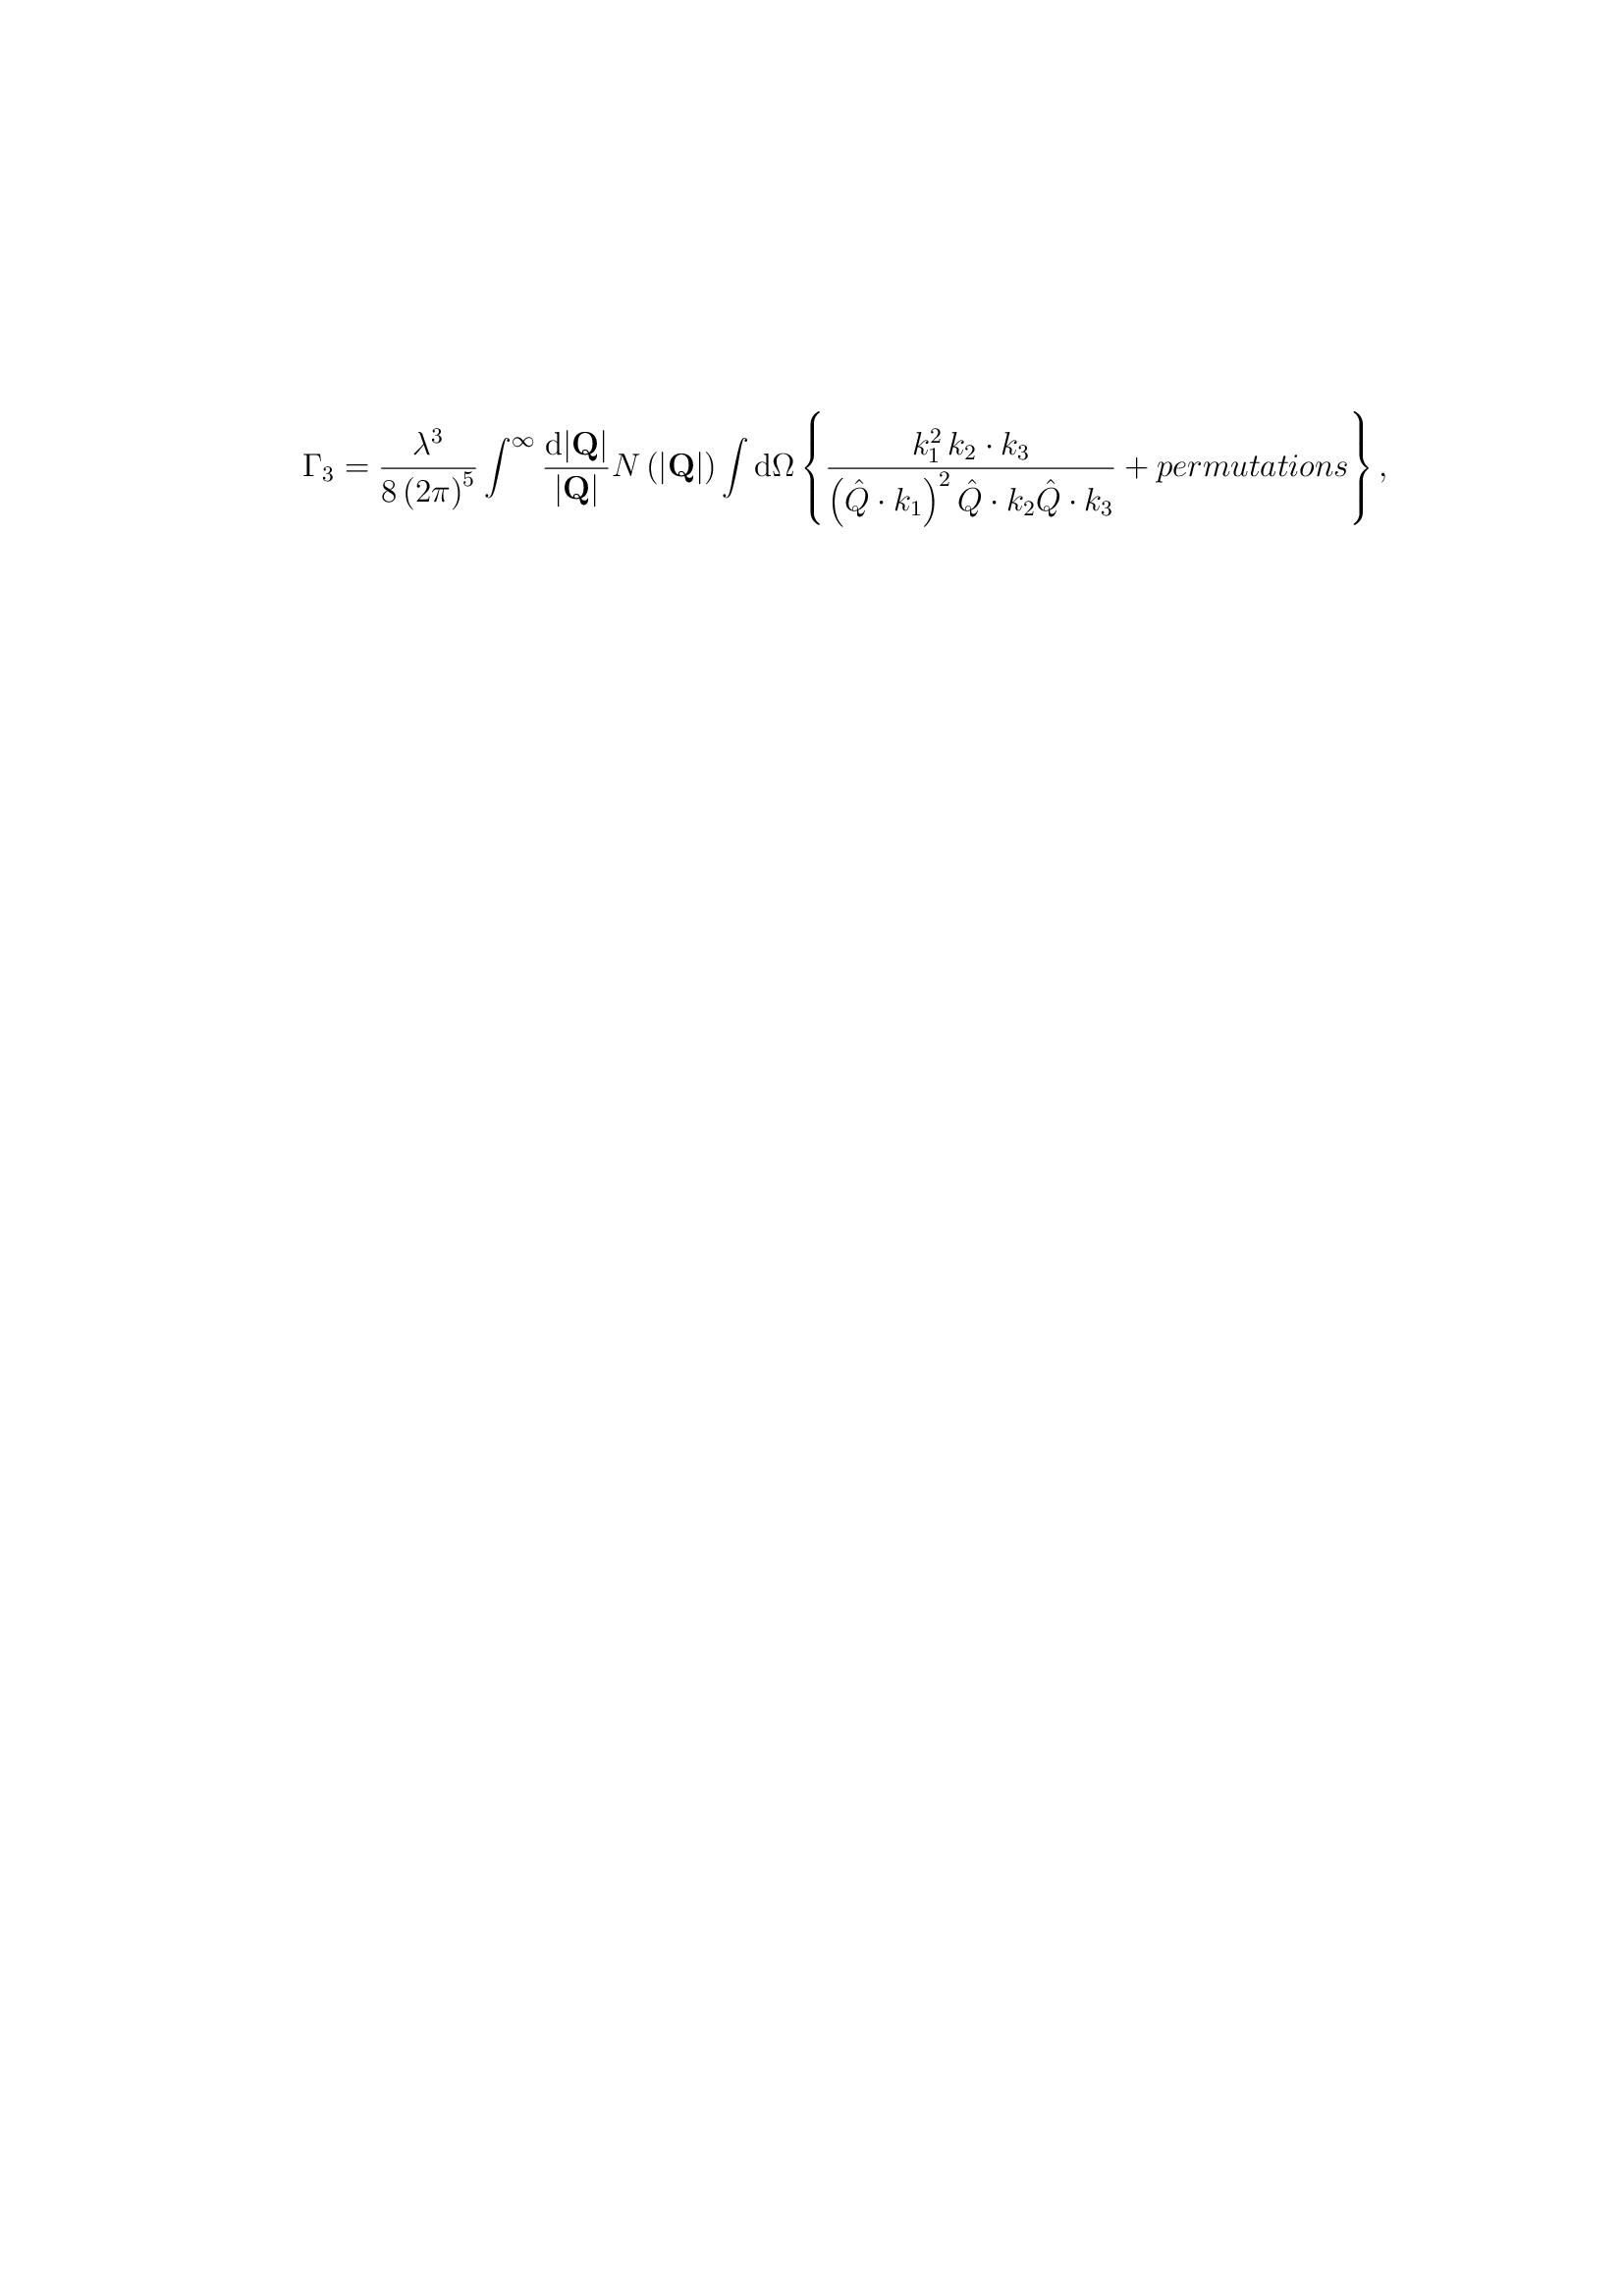 \Gamma_3 = \frac{\lambda^3}{8\left(2\pi\right)^5} \int^{\infty} \frac{\mathrm{d}|\mathbf{Q}|}{|\mathbf{Q}|} N\left(|\mathbf{Q}|\right) \int \mathrm{d}\Omega \left\{ \frac{k_1^2 \, k_2 \cdot k_3}{\left(\hat{Q} \cdot k_1\right)^2 \hat{Q} \cdot k_2 \hat{Q} \cdot k_3} + permutations \right\},